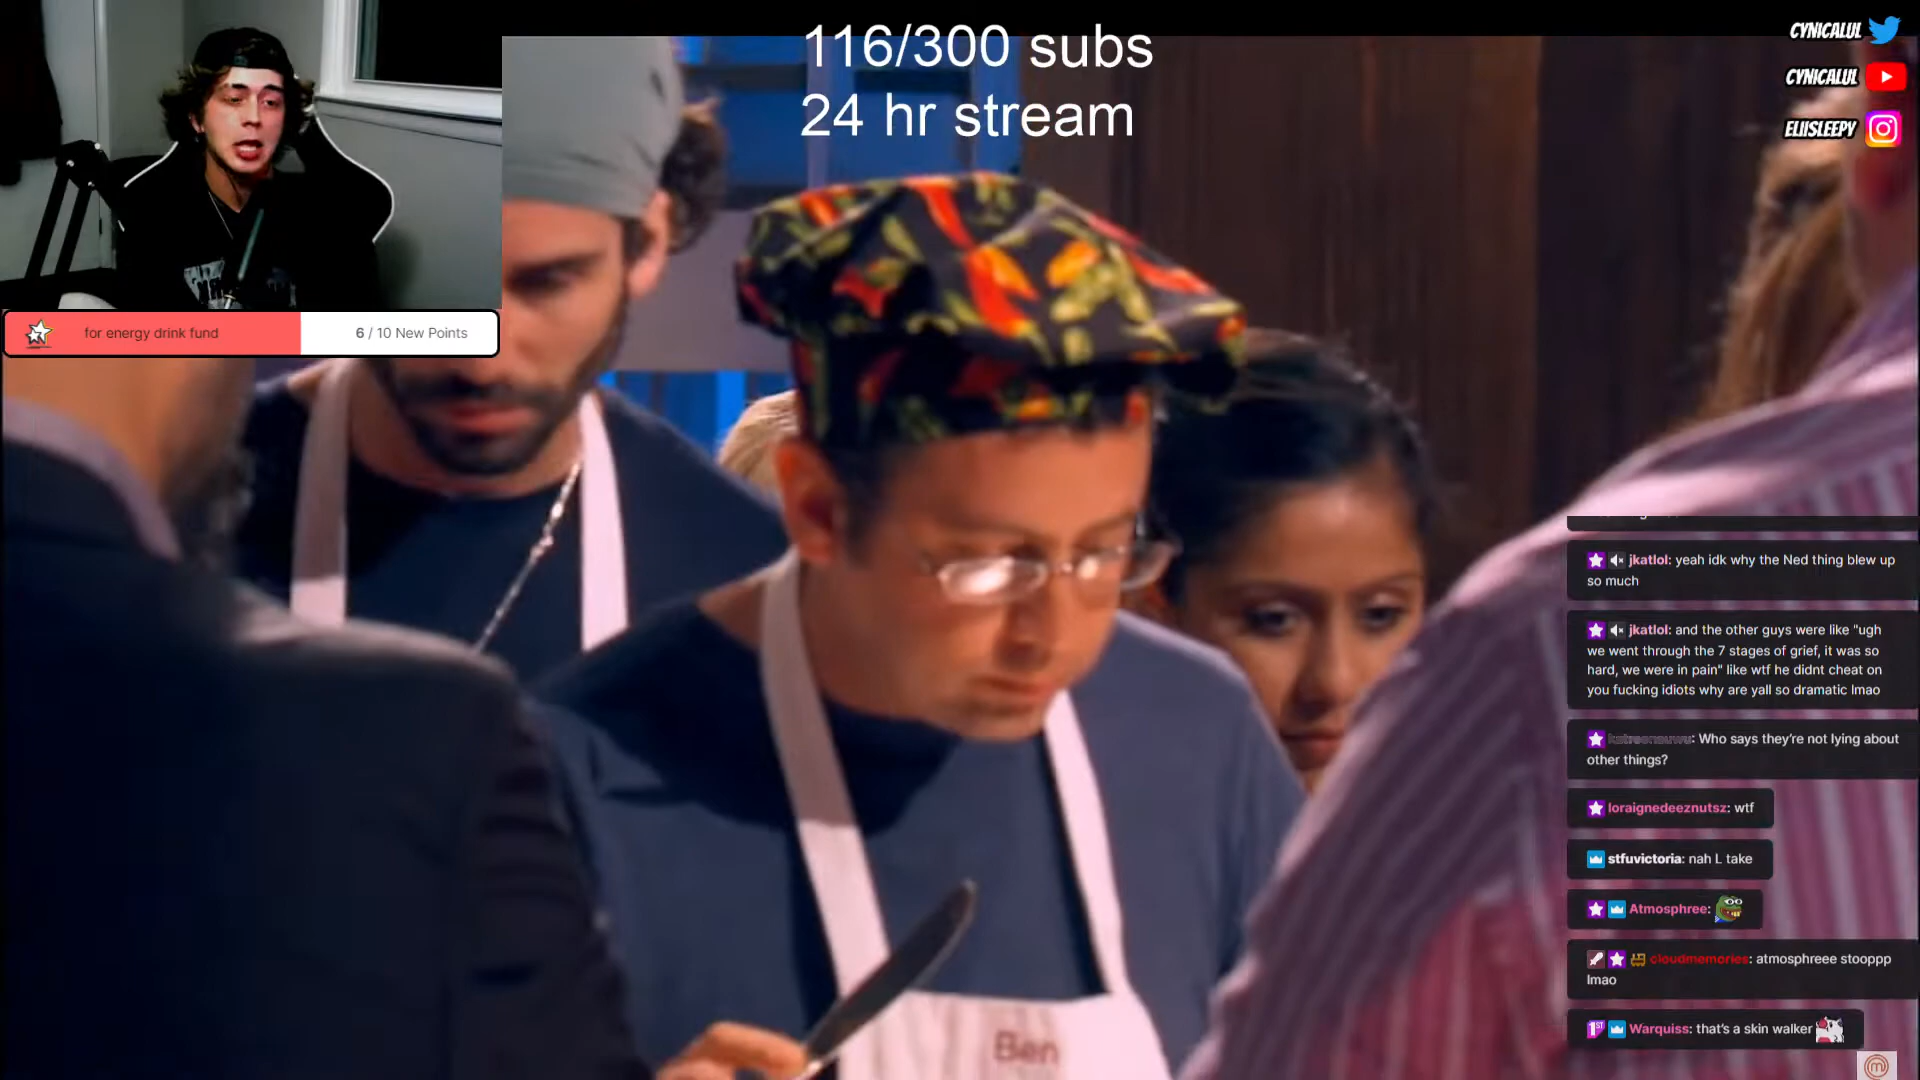 116/300 subs
24 hr stream
CYNICALUL
CYNICALUL
ELIISLEEPY
for energy drink fund
6 / 10 New Points
jkatlol: yeah idk why the Ned thing blew up
so much
jkatlol: and the other guys were like "ugh
we went through the 7 stages of grief, it was so
hard, we were in pain" like wtf he didnt cheat on
you fucking idiots why are yall so dramatic lmao
: Who says they're not lying about
other things?
loraignedeeznutsz: wtf
stfuvictoria: nah L take
Atmosphree:
cloudmemories: atmosphreee stooppp
lmao
1ST Warquiss: that's a skin walker
Ben